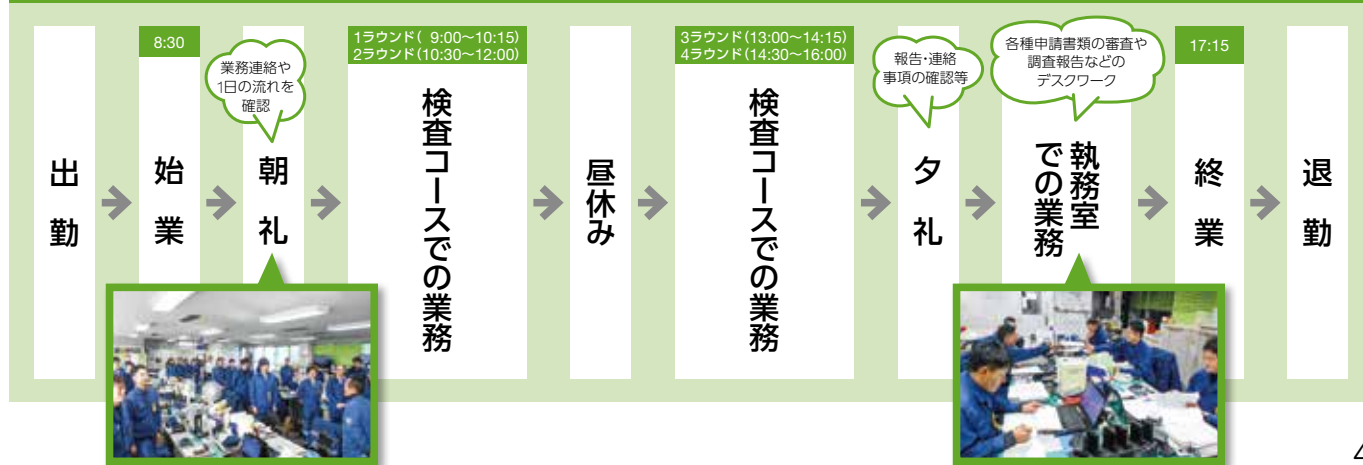 出勤
8:30
始業
業務連絡や
1日の流れを
確認
朝礼
1ラウンド( 9:00〜10:15)
2ラウンド(10:30〜12:00)
検査コースでの業務
昼休み
3ラウンド(13:00〜14:15)
4ラウンド(14:30〜16:00)
検査コースでの業務
報告・連絡
事項の確認等
夕礼
各種申請書類の審査や
調査報告などの
デスクワーク
執務室
での業務
17:15
終業
退勤